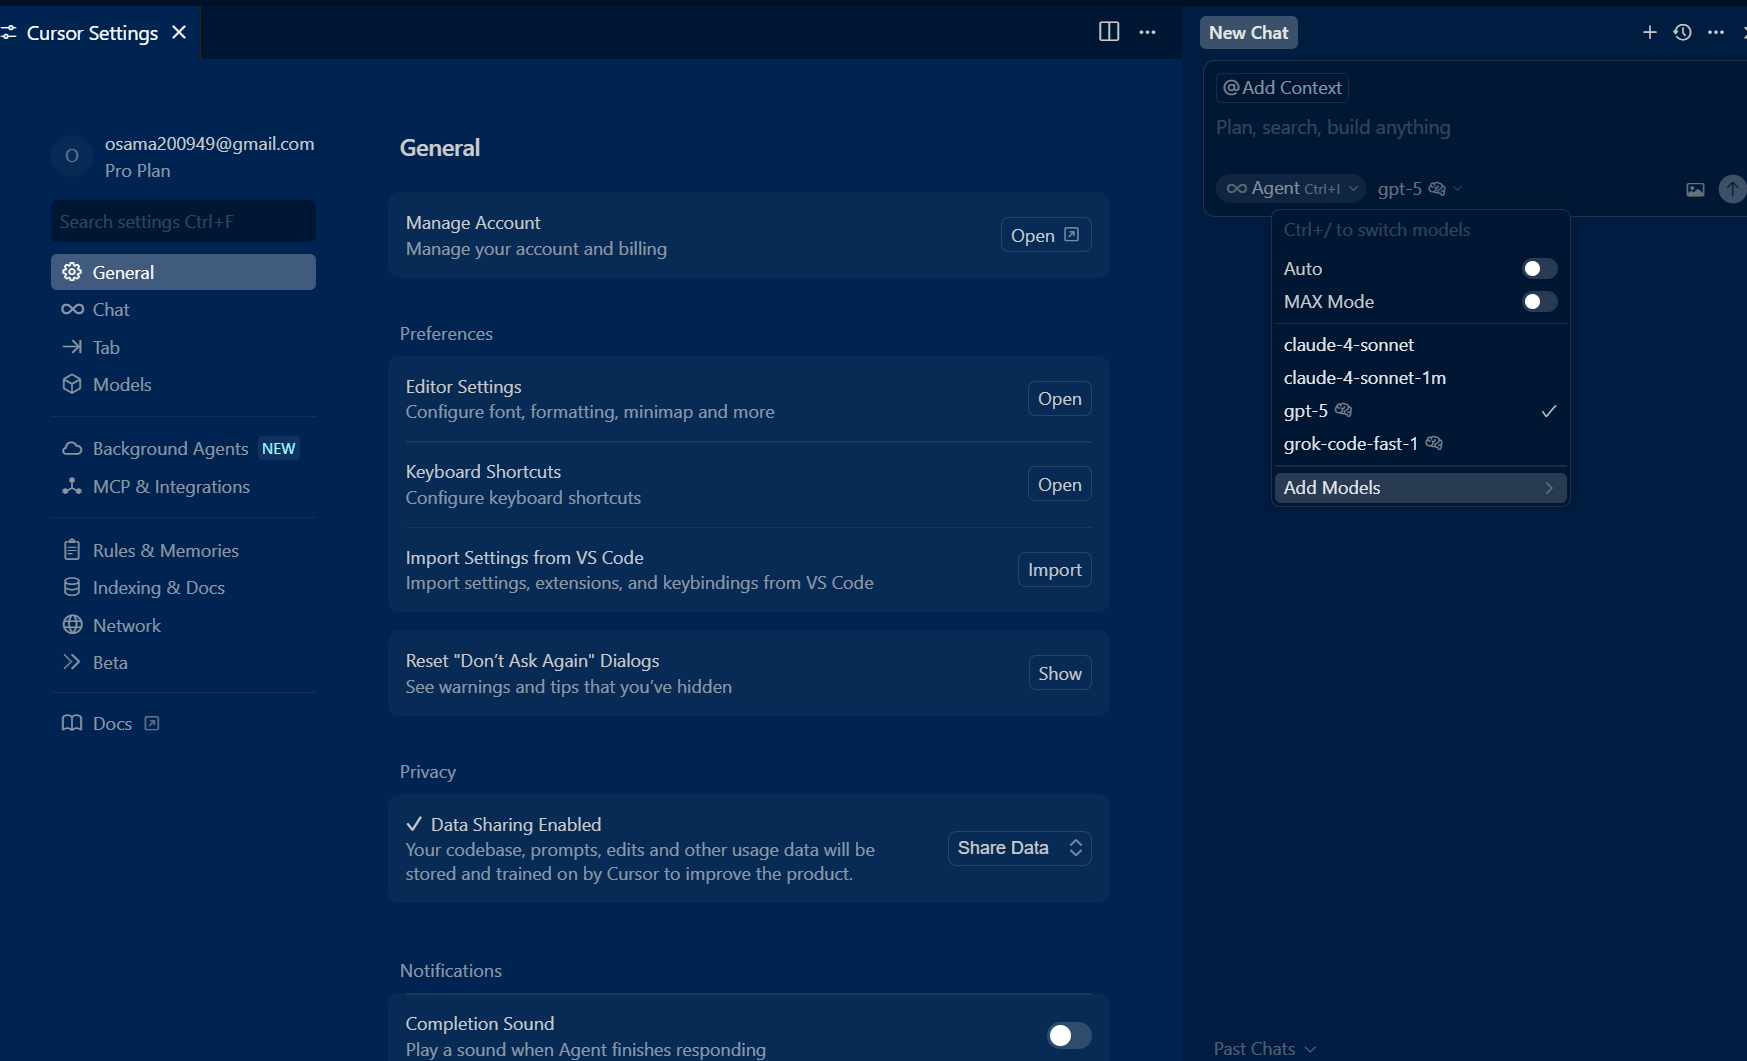 Cursor Settings
osama200949@gmail.com
O
Pro Plan
Search settings Ctrl+F
General
Chat
Tab
Models
Background Agents NEW
MCP & Integrations
Rules & Memories
Indexing & Docs
Network
Beta
Docs
General
Manage Account
Manage your account and billing
Open
Preferences
Editor Settings
Configure font, formatting, minimap and more
Open
Keyboard Shortcuts
Configure keyboard shortcuts
Open
Import Settings from VS Code
Import settings, extensions, and keybindings from VS Code
Import
Reset "Don’t Ask Again" Dialogs
See warnings and tips that you’ve hidden
Show
Privacy
Data Sharing Enabled
Your codebase, prompts, edits and other usage data will be
stored and trained on by Cursor to improve the product.
Share Data
Notifications
Completion Sound
Play a sound when Agent finishes responding
New Chat
@ Add Context
Plan, search, build anything
Agent Ctrl+I gpt-5
Ctrl+/ to switch models
Auto
MAX Mode
claude-4-sonnet
claude-4-sonnet-1m
gpt-5
grok-code-fast-1
Add Models
Past Chats